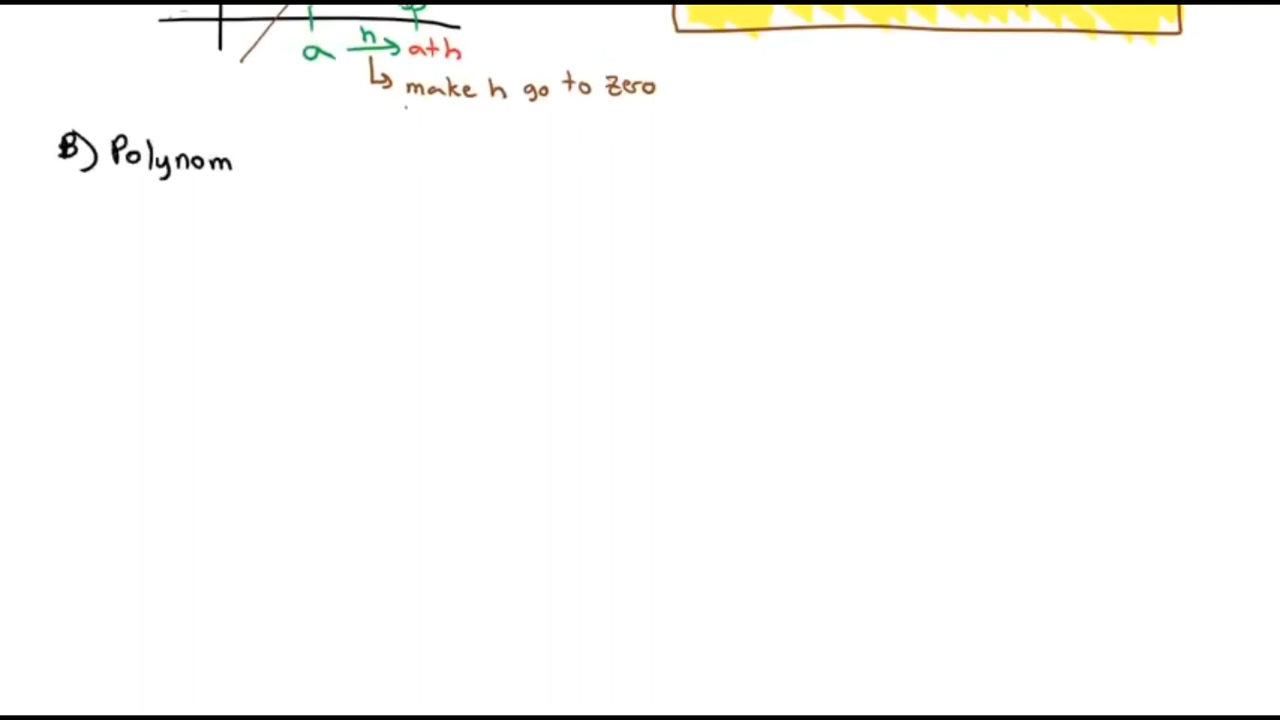 h
a → a+h
↳ make h go to zero
B) Polynom